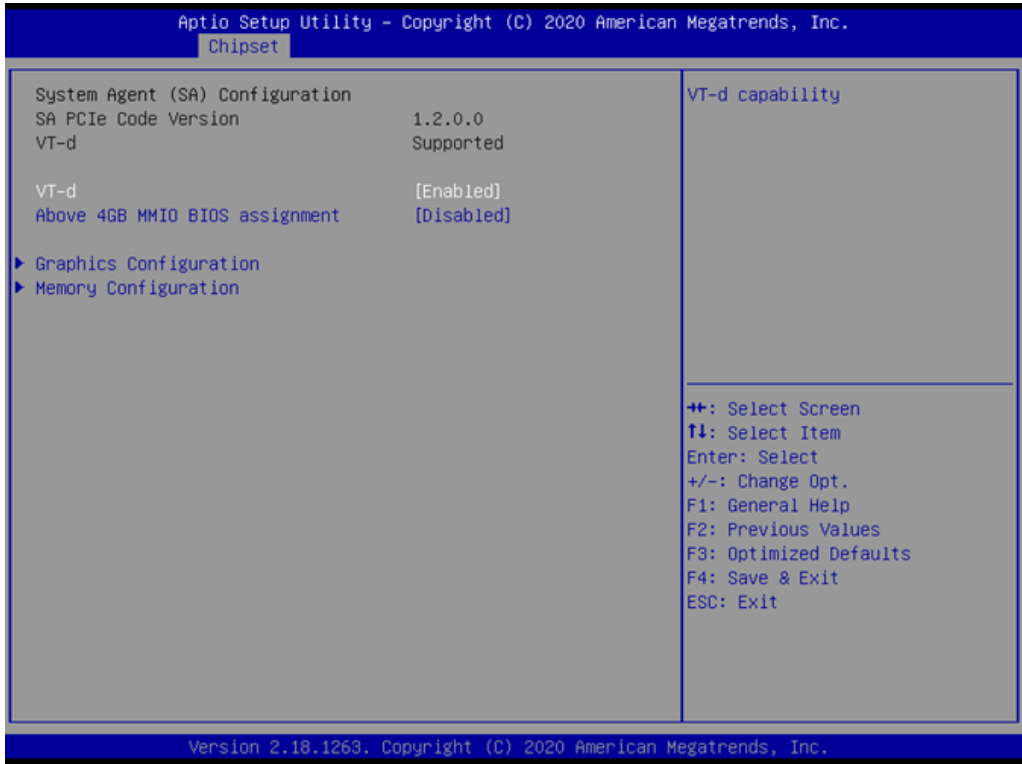 Aptio Setup Utility – Copyright (C) 2020 American Megatrends, Inc.
Chipset
System Agent (SA) Configuration
SA PCIe Code Version 1.2.0.0
VT-d Supported
VT-d [Enabled]
Above 4GB MMIO BIOS assignment [Disabled]
Graphics Configuration
Memory Configuration
VT-d capability
→←: Select Screen
↑↓: Select Item
Enter: Select
+/-: Change Opt.
F1: General Help
F2: Previous Values
F3: Optimized Defaults
F4: Save & Exit
ESC: Exit
Version 2.18.1263. Copyright (C) 2020 American Megatrends, Inc.